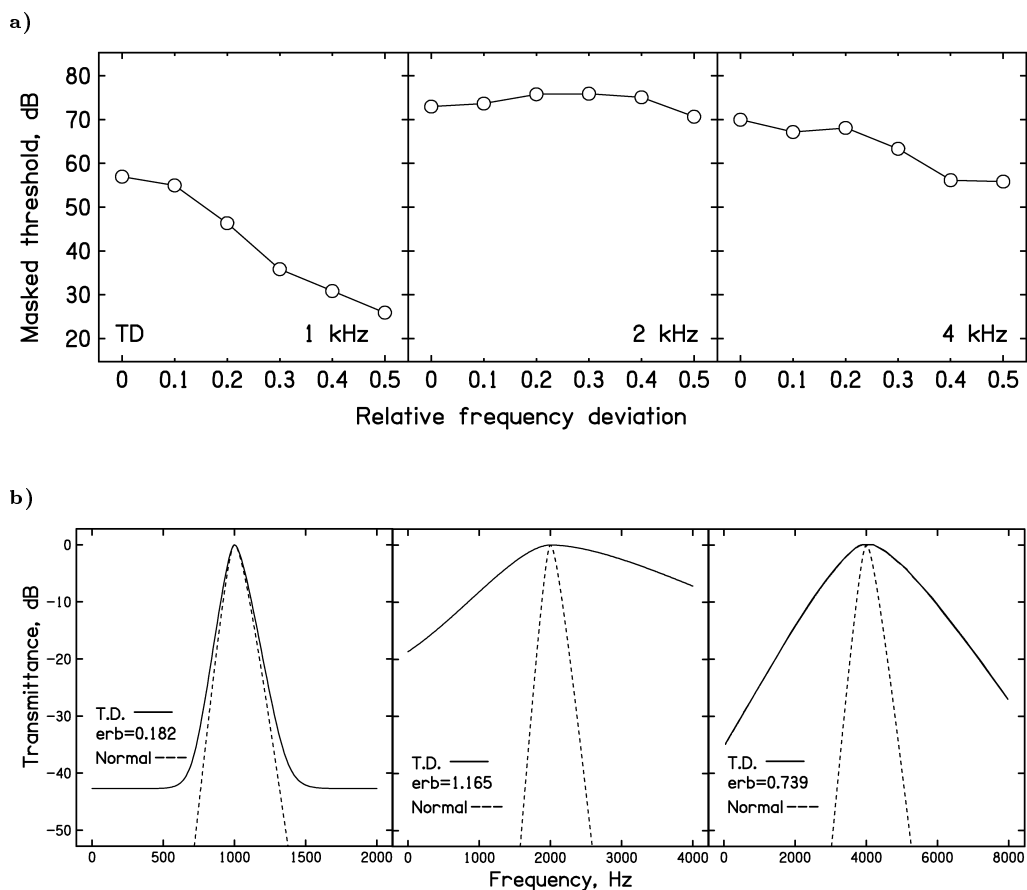 a)
Masked threshold, dB
80
70
60
50
40
30
20
TD
1 kHz
2 kHz
4 kHz
0 0.1 0.2 0.3 0.4 0.5
0 0.1 0.2 0.3 0.4 0.5
0 0.1 0.2 0.3 0.4 0.5
Relative frequency deviation
b)
Transmittance, dB
0
-10
-20
-30
-40
-50
T.D.
erb=0.182
Normal
T.D.
erb=1.165
Normal
T.D.
erb=0.739
Normal
0 500 1000 1500 2000
0 1000 2000 3000 4000
0 2000 4000 6000 8000
Frequency, Hz